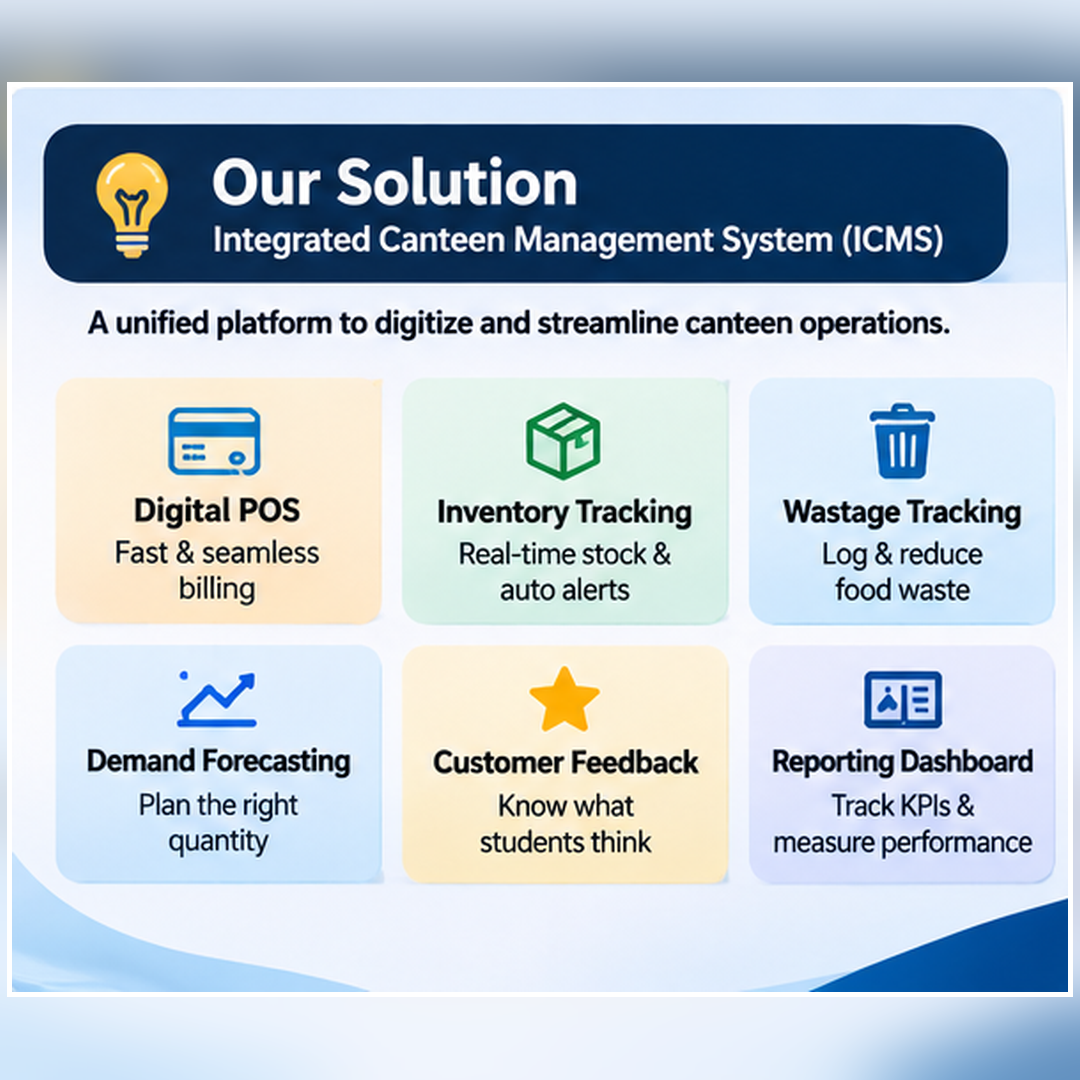 Our Solution
Integrated Canteen Management System (ICMS)
A unified platform to digitize and streamline canteen operations.
Digital POS
Fast & seamless
billing
Inventory Tracking
Real-time stock &
auto alerts
Wastage Tracking
Log & reduce
food waste
Demand Forecasting
Plan the right
quantity
Customer Feedback
Know what
students think
Reporting Dashboard
Track KPIs &
measure performance